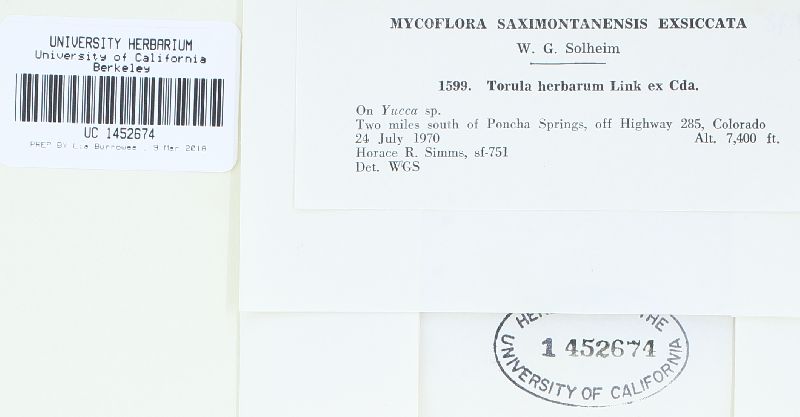 UNIVERSITY HERBARIUM
University of California
Berkeley
UC 1452674
PREP BY Lia Burrowes , 9 Mar 2018
MYCOFLORA SAXIMONTANENSIS EXSICCATA
W. G. Solheim
1599. Torula herbarum Link ex Cda.
On Yucca sp.
Two miles south of Poncha Springs, off Highway 285, Colorado
24 July 1970 Alt. 7,400 ft.
Horace R. Simms, sf-751
Det. WGS
1 452674
UNIVERSITY OF CALIFORNIA